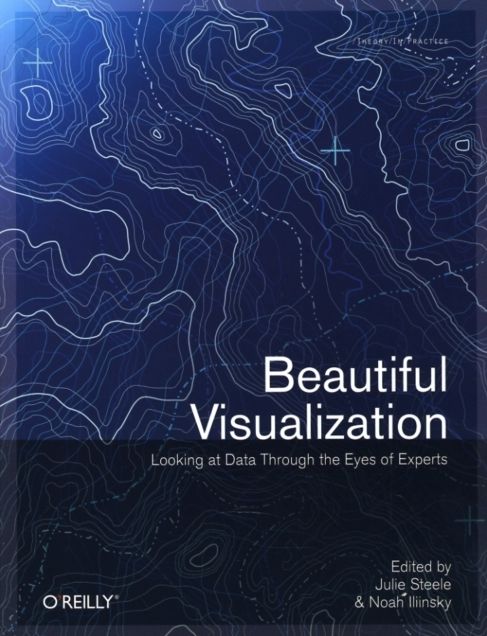 THEORY/IN/PRACTICE
Beautiful
Visualization
Looking at Data Through the Eyes of Experts
Edited by
Julie Steele
& Noah Iliinsky
O'REILLY®